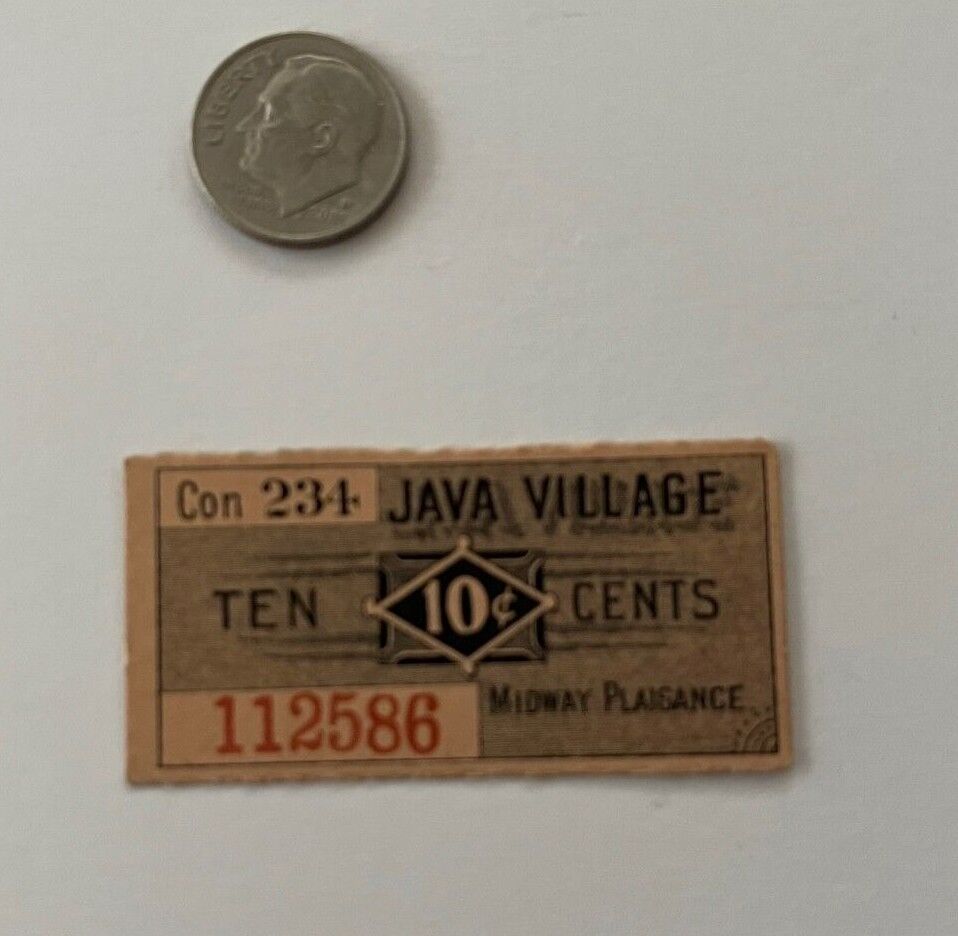 LIBERTY
Con 234 JAVA VILLAGE
TEN 10¢ CENTS
112586 MIDWAY PLAISANCE